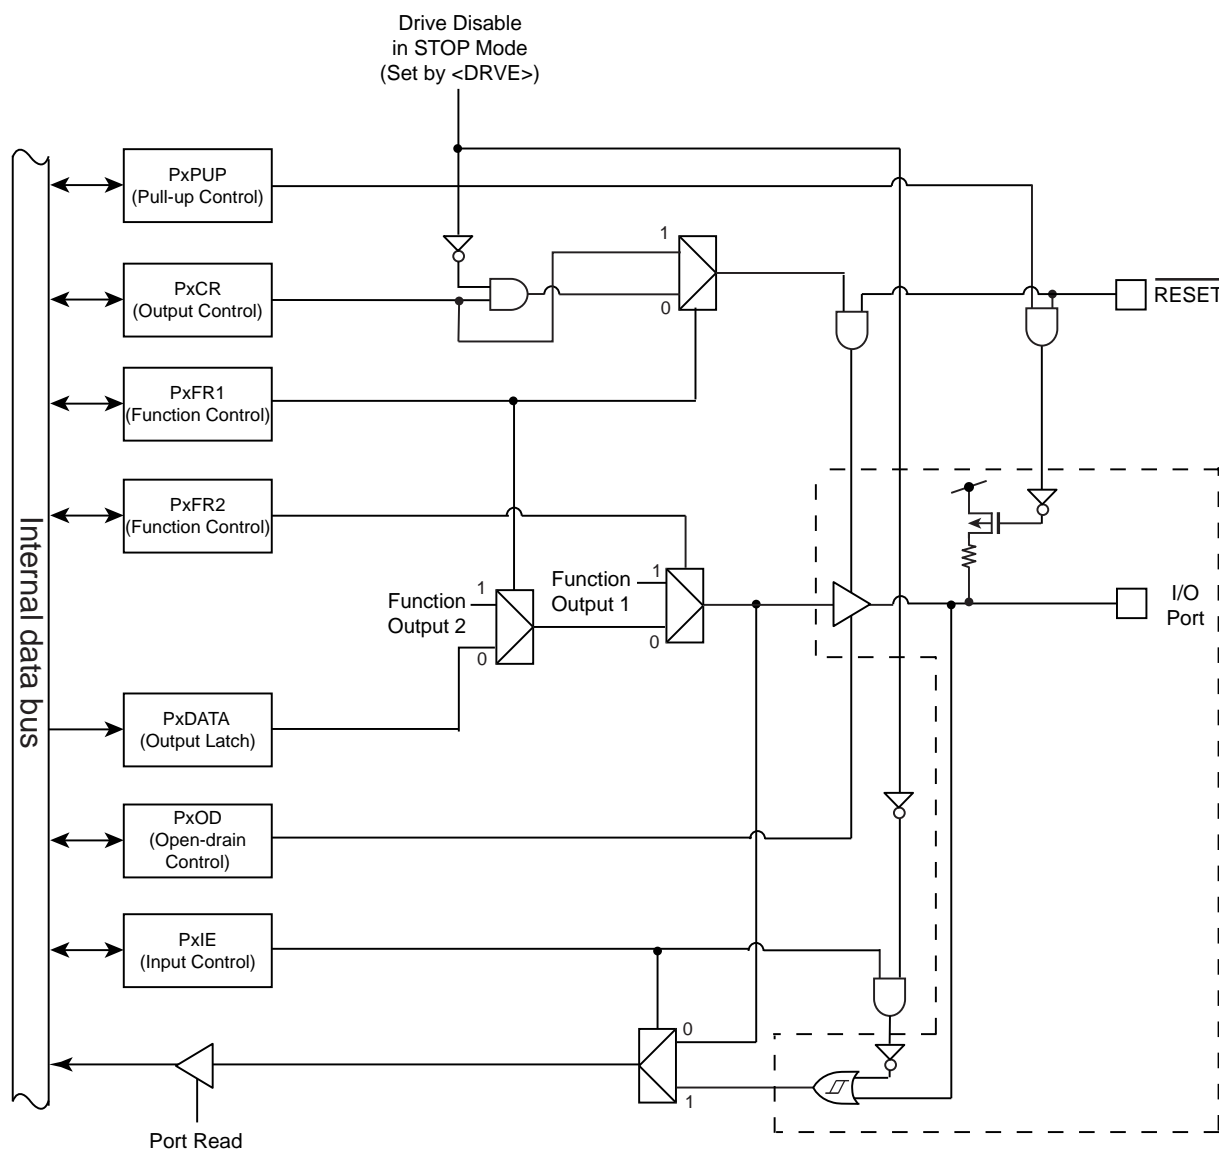 Drive Disable
in STOP Mode
(Set by <DRVE>)
PxPUP
(Pull-up Control)
1
PxCR
(Output Control)
0
RESET
PxFR1
(Function Control)
PxFR2
(Function Control)
Internal data bus
Function
Output 1
1
0
Function
Output 2
1
0
I/O
Port
PxDATA
(Output Latch)
PxOD
(Open-drain
Control)
PxIE
(Input Control)
0
1
Port Read